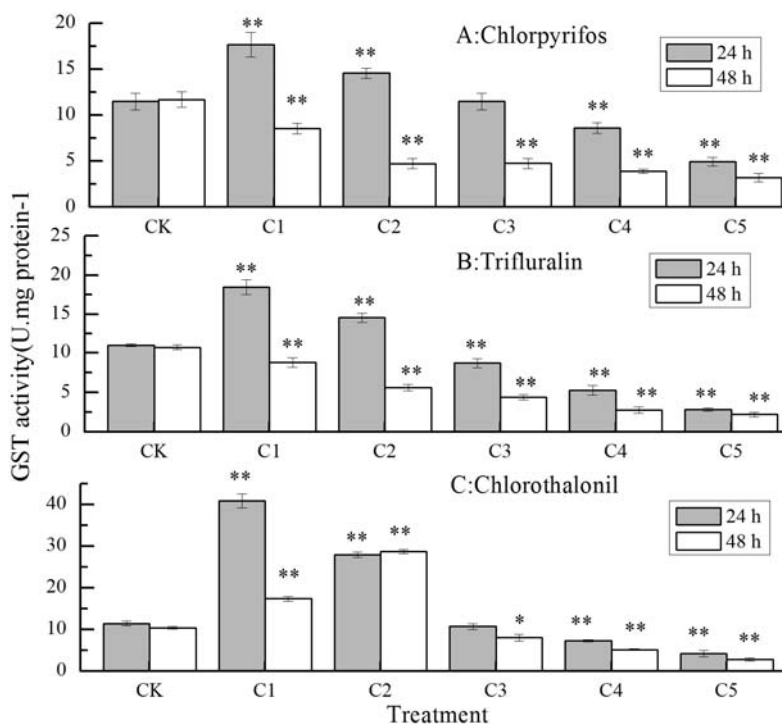 GST activity(U.mg protein-1
A:Chlorpyrifos
24 h
48 h
20
15
10
5
0
** ** ** ** ** ** ** **
CK C1 C2 C3 C4 C5
B:Trifluralin
24 h
48 h
25
20
15
10
5
0
** ** ** ** ** ** ** ** ** **
CK C1 C2 C3 C4 C5
C:Chlorothalonil
24 h
48 h
40
30
20
10
0
** ** ** ** * ** ** ** **
CK C1 C2 C3 C4 C5
Treatment